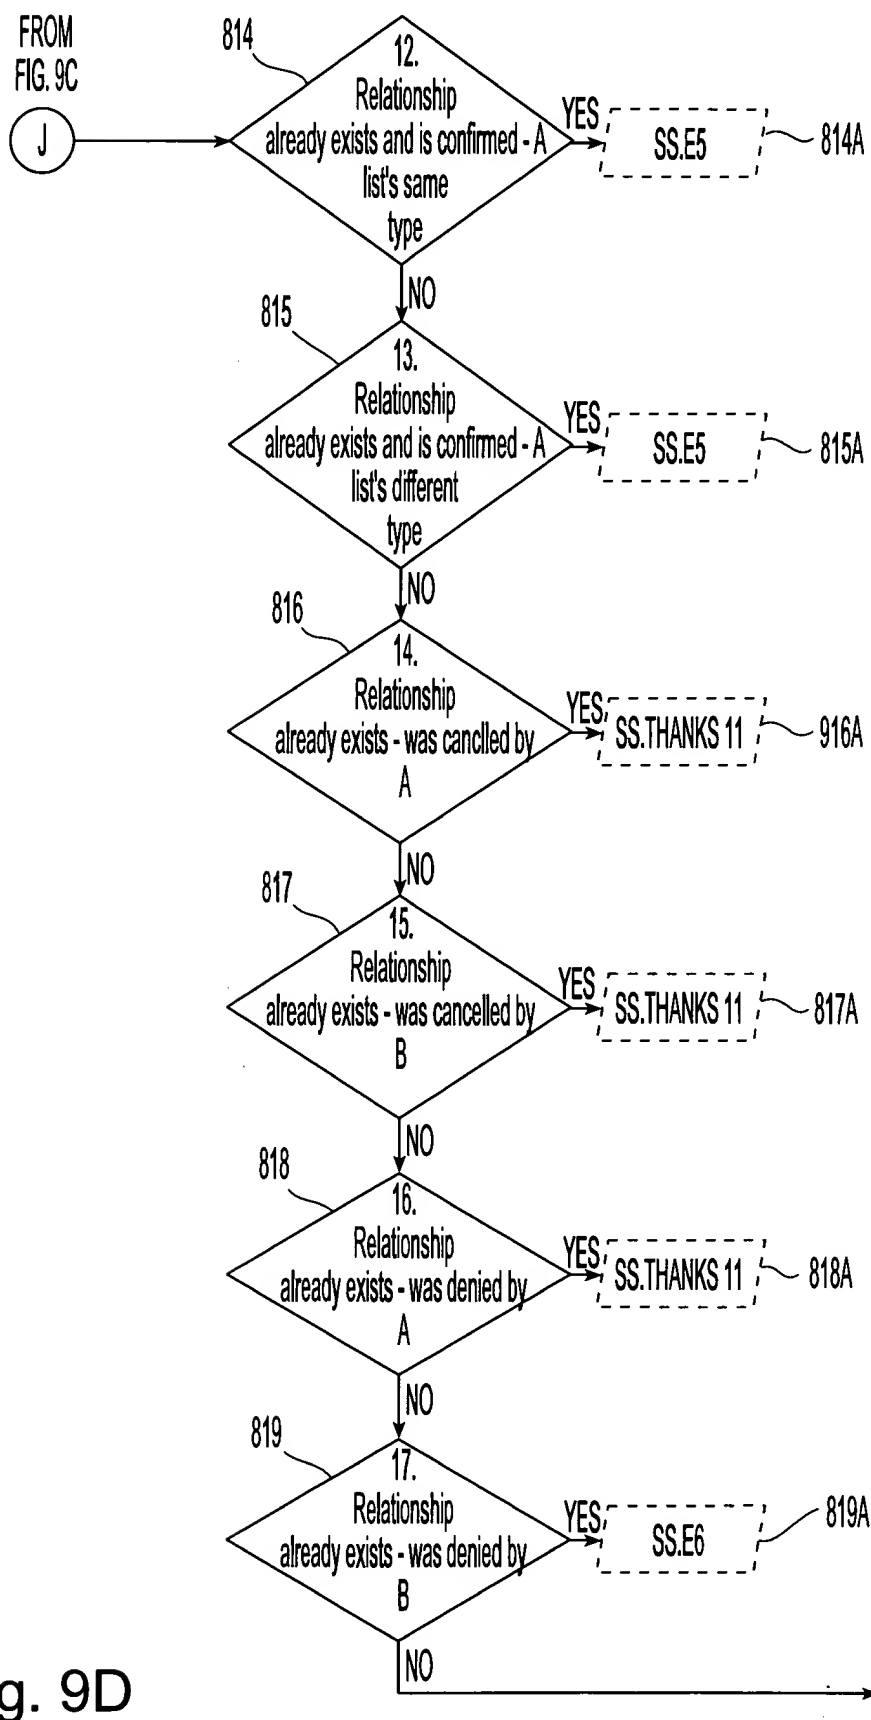 FROM
FIG. 9C
J
814
12.
Relationship
already exists and is confirmed - A
list's same
type
YES
SS.E5
814A
NO
815
13.
Relationship
already exists and is confirmed - A
list's different
type
YES
SS.E5
815A
NO
816
14.
Relationship
already exists - was canclled by
A
YES
SS.THANKS 11
916A
NO
817
15.
Relationship
already exists - was cancelled by
B
YES
SS.THANKS 11
817A
NO
818
16.
Relationship
already exists - was denied by
A
YES
SS.THANKS 11
818A
NO
819
17.
Relationship
already exists - was denied by
B
YES
SS.E6
819A
NO
g. 9D